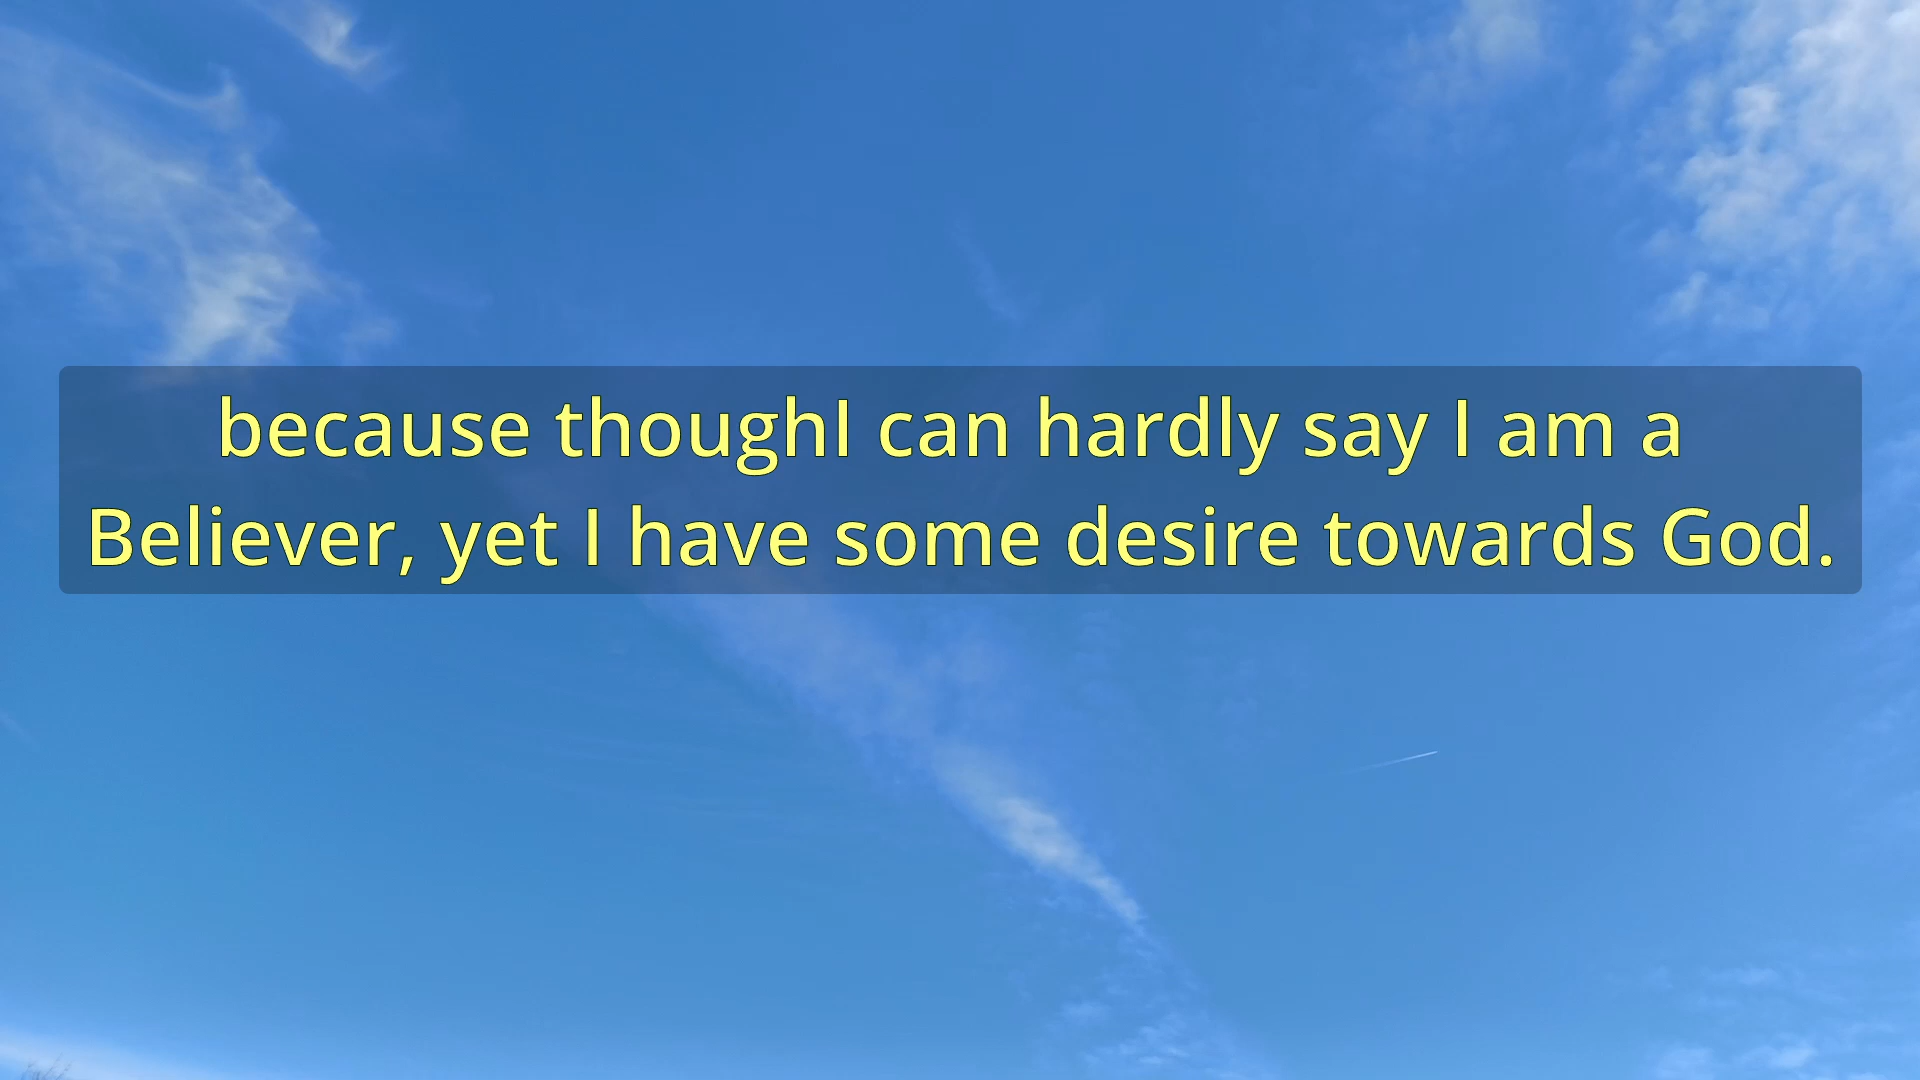 because thoughI can hardly say I am a
Believer, yet I have some desire towards God.